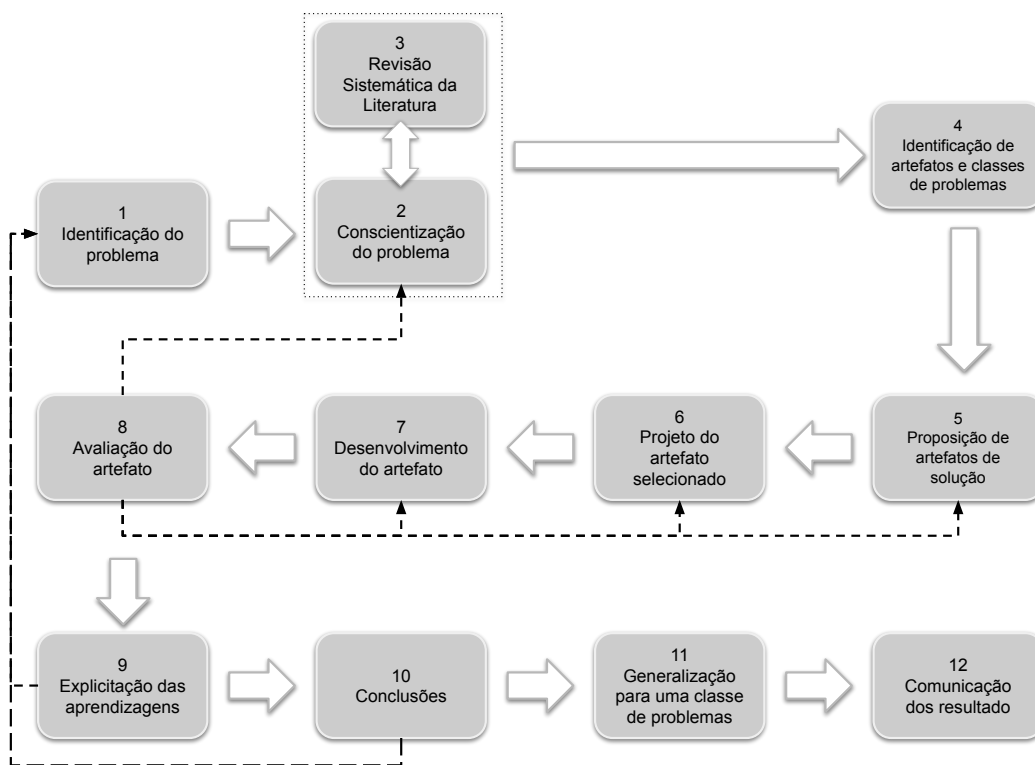 3
Revisão
Sistemática da
Literatura
4
Identificação de
artefatos e classes
de problemas
1
Identificação do
problema
2
Conscientização
do problema
8
Avaliação do
artefato
7
Desenvolvimento
do artefato
6
Projeto do
artefato
selecionado
5
Proposição de
artefatos de
solução
9
Explicitação das
aprendizagens
10
Conclusões
11
Generalização
para uma classe
de problemas
12
Comunicação
dos resultado